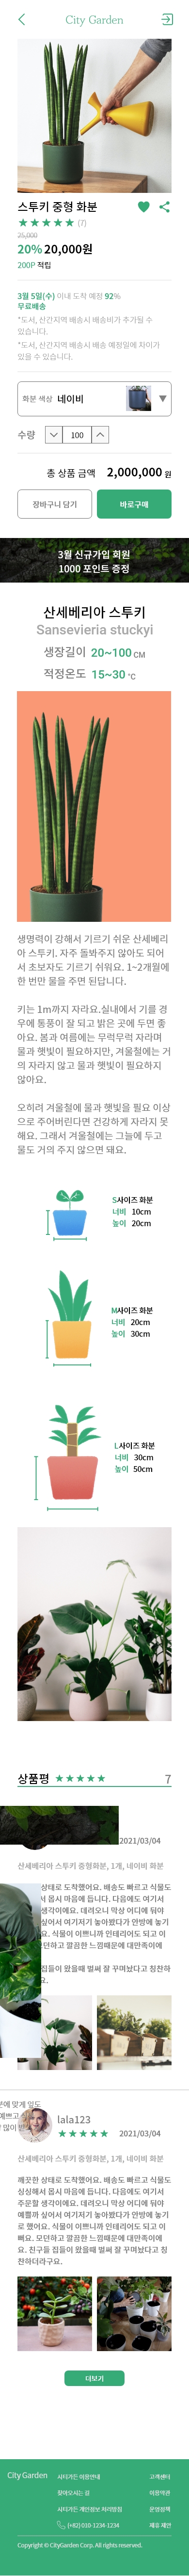 City Garden
스투키 중형 화분
(7)
25,000
20% 20,000원
200P 적립
3월 5일(수) 이내 도착 예정 92%
무료배송
*도서, 산간지역 배송시 배송비가 추가될 수
있습니다.
*도서, 산간지역 배송시 배송 예정일에 차이가
있을 수 있습니다.
화분 색상 네이비
수량 100
총 상품 금액 2,000,000 원
장바구니 담기 바로구매
3월 신규가입 회원
1000 포인트 증정
산세베리아 스투키
Sansevieria stuckyi
생장길이 20~100 CM
적정온도 15~30 °C
생명력이 강해서 기르기 쉬운 산세베리
아 스투키. 자주 돌봐주지 않아도 되어
서 초보자도 기르기 쉬워요. 1~2개월에
한 번만 물을 주면 된답니다.
키는 1m까지 자라요.실내에서 기를 경
우에 통풍이 잘 되고 밝은 곳에 두면 좋
아요. 봄과 여름에는 무럭무럭 자라며
물과 햇빛이 필요하지만, 겨울철에는 거
의 자라지 않고 물과 햇빛이 필요하지
않아요.
오히려 겨울철에 물과 햇빛을 필요 이상
으로 주어버린다면 건강하게 자라지 못
해요. 그래서 겨울철에는 그늘에 두고
물도 거의 주지 않으면 돼요.
S사이즈 화분
너비 10cm
높이 20cm
M사이즈 화분
너비 20cm
높이 30cm
L사이즈 화분
너비 30cm
높이 50cm
상품평 7
2021/03/04
산세베리아 스투키 중형화분, 1개, 네이비 화분
상태로 도착했어요. 배송도 빠르고 식물도
몹시 마음에 듭니다. 다음에도 여기서
생각이에요. 데려오니 막상 어디에 둬야
싶어서 여기저기 놓아봤다가 안방에 놓기
요. 식물이 이쁘니까 인테리어도 되고 이
던하고 깔끔한 느낌때문에 대만족이에
집들이 왔을때 벌써 잘 꾸며놨다고 칭찬하
요.
lala123
2021/03/04
산세베리아 스투키 중형화분, 1개, 네이비 화분
깨끗한 상태로 도착했어요. 배송도 빠르고 식물도
싱싱해서 몹시 마음에 듭니다. 다음에도 여기서
주문할 생각이에요. 데려오니 막상 어디에 둬야
예쁠까 싶어서 여기저기 놓아봤다가 안방에 놓기
로 했어요. 식물이 이쁘니까 인테리어도 되고 이
뻐요. 모던하고 깔끔한 느낌때문에 대만족이에
요. 친구들 집들이 왔을때 벌써 잘 꾸며놨다고 칭
찬하더라구요.
더보기
City Garden
시티가든 이용안내 고객센터
찾아오시는 길 이용약관
시티가든 개인정보 처리방침 운영정책
(+82) 010-1234-1234 제휴 제안
Copyright © CityGarden Corp. All rights reserved.